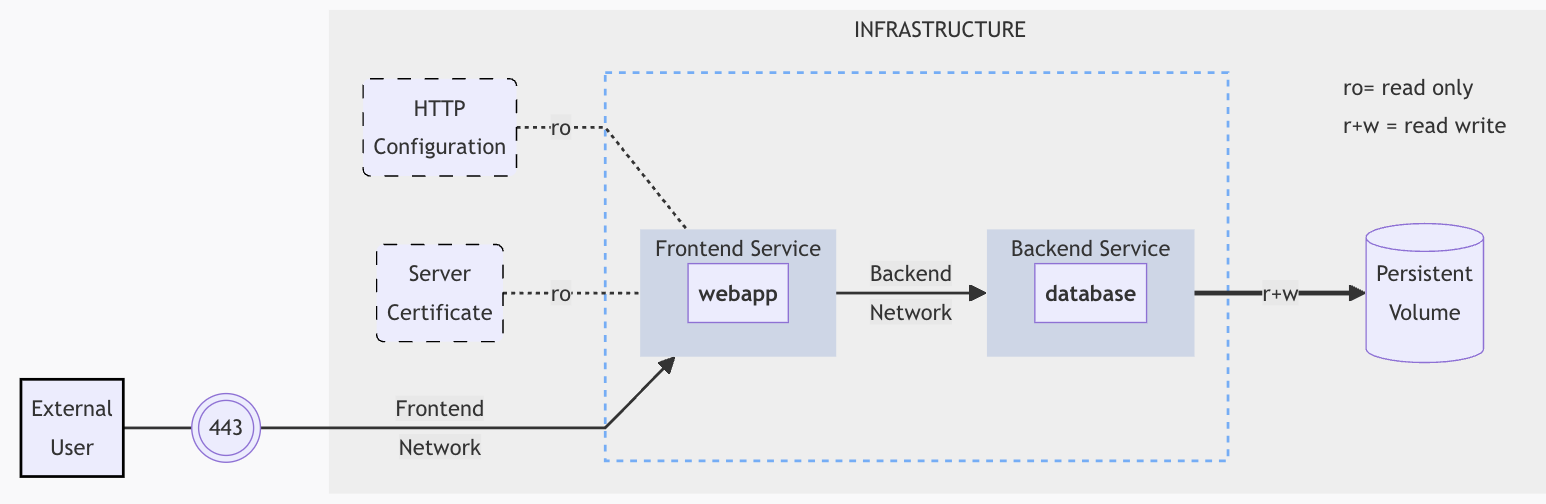 INFRASTRUCTURE
ro= read only
r+w = read write
HTTP
Configuration
ro
Server
Certificate
ro
Frontend Service
webapp
Backend
Network
Backend Service
database
r+w
Persistent
Volume
External
User
443
Frontend
Network